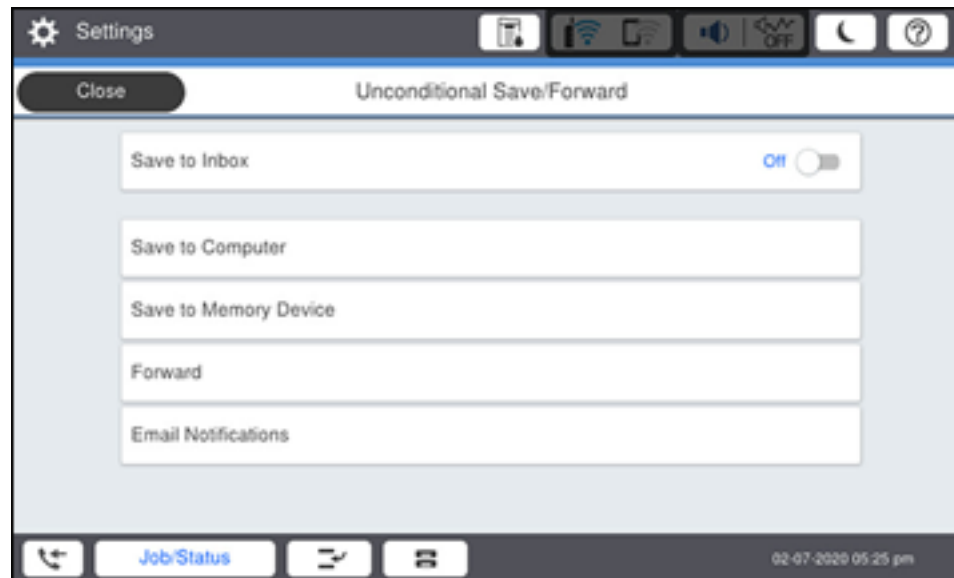 Settings
OFF
Close
Unconditional Save/Forward
Save to Inbox
Off
Save to Computer
Save to Memory Device
Forward
Email Notifications
Job/Status
02-07-2020 05:25 pm